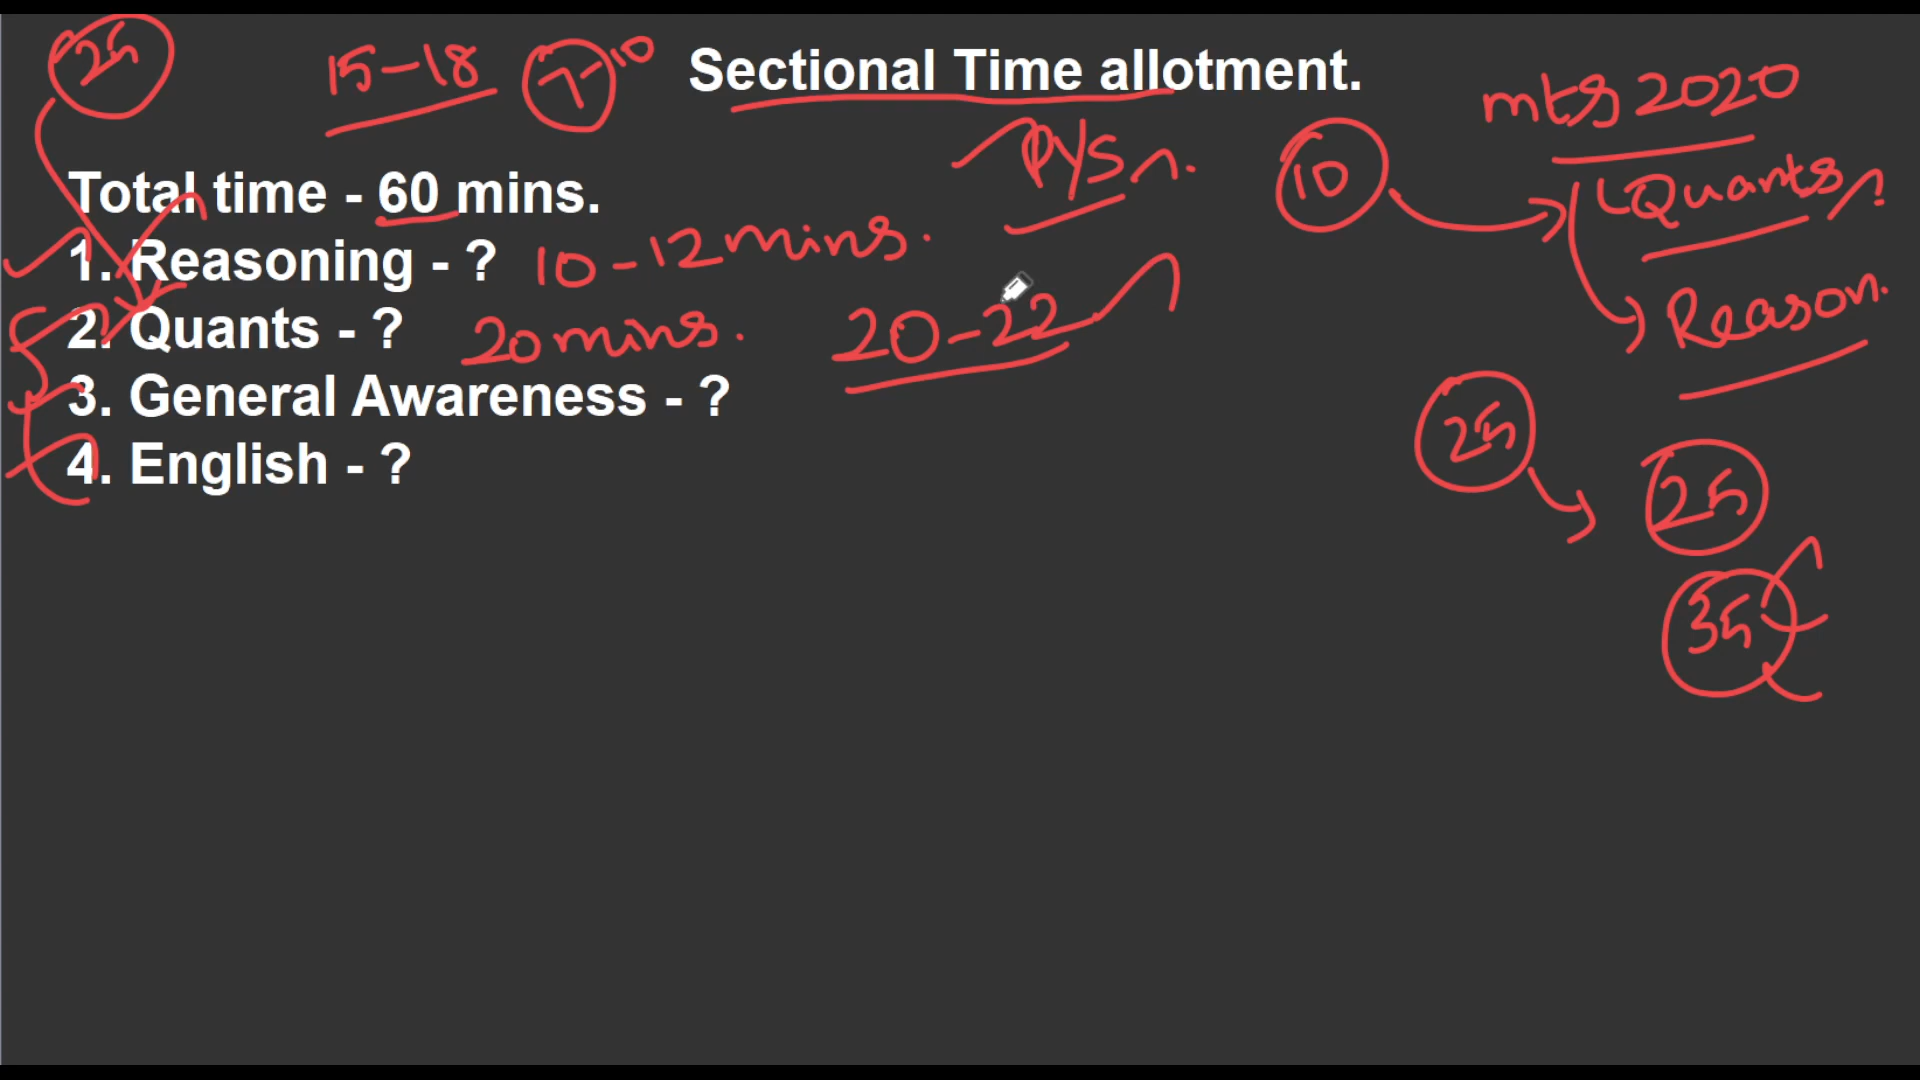 25
15-18
7-10
Sectional Time allotment.
mts 2020
PYS
10
Total time - 60 mins.
Quants
1. Reasoning - ? 10-12 mins.
Reason.
2. Quants - ? 20 mins. 20-22
3. General Awareness - ?
25
4. English - ?
25
35